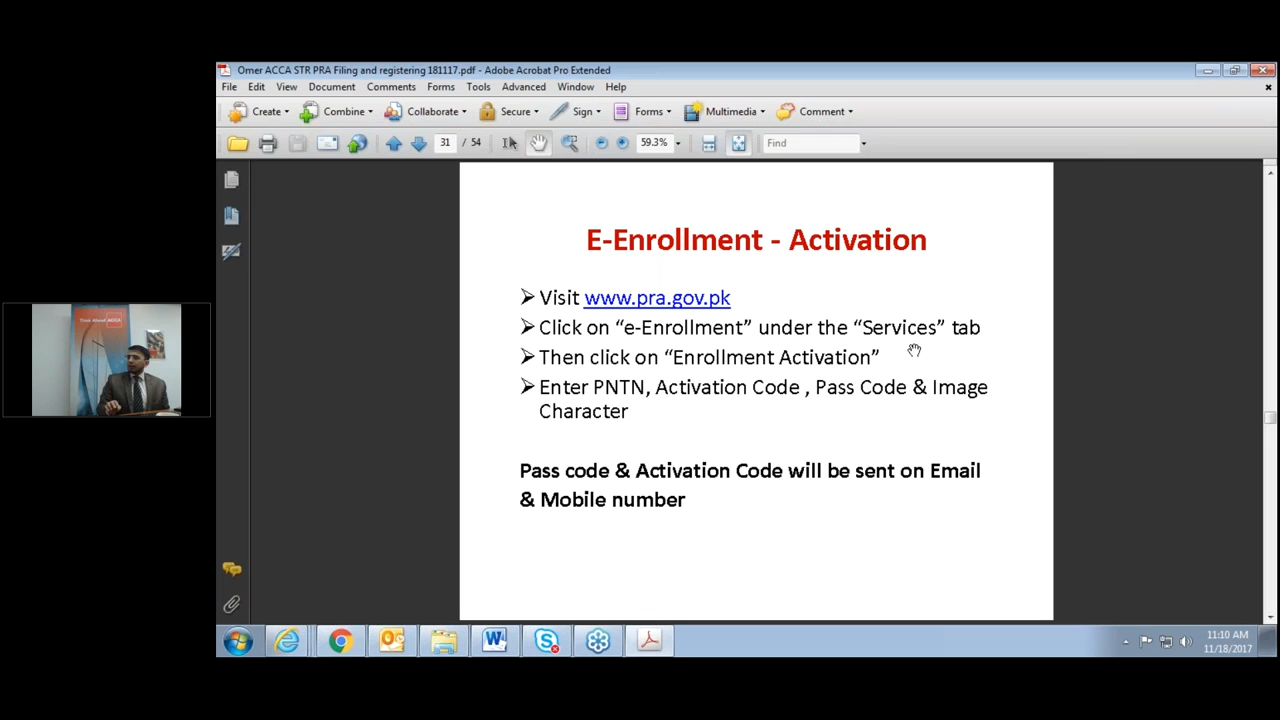 Omer ACCA STR PRA Filing and registering 181117.pdf - Adobe Acrobat Pro Extended
File Edit View Document Comments Forms Tools Advanced Window Help
Create Combine Collaborate Secure Sign Forms Multimedia Comment
31 / 54 59.3% Find
E-Enrollment - Activation
Visit www.pra.gov.pk
Click on “e-Enrollment” under the “Services” tab
Then click on “Enrollment Activation”
Enter PNTN, Activation Code , Pass Code & Image
Character
Pass code & Activation Code will be sent on Email
& Mobile number
Think Ahead ACCA
11:10 AM
11/18/2017